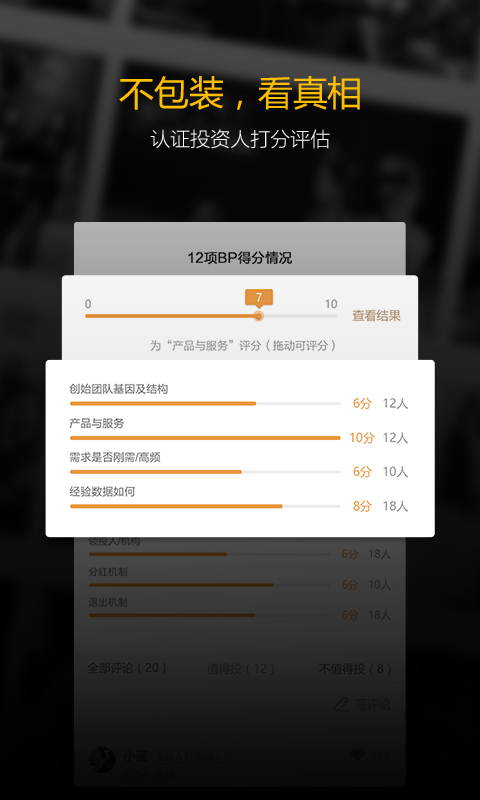 不包装，看真相
认证投资人打分评估
12项BP得分情况
7
0 10
查看结果
为“产品与服务”评分（拖动可评分）
创始团队基因及结构
6分 12人
产品与服务
10分 12人
需求是否刚需/高频
6分 10人
经验数据如何
8分 18人
领投人/机构
6分 18人
分红机制
6分 10人
退出机制
6分 18人
全部评论（20） 值得投（12） 不值得投（8）
写评论